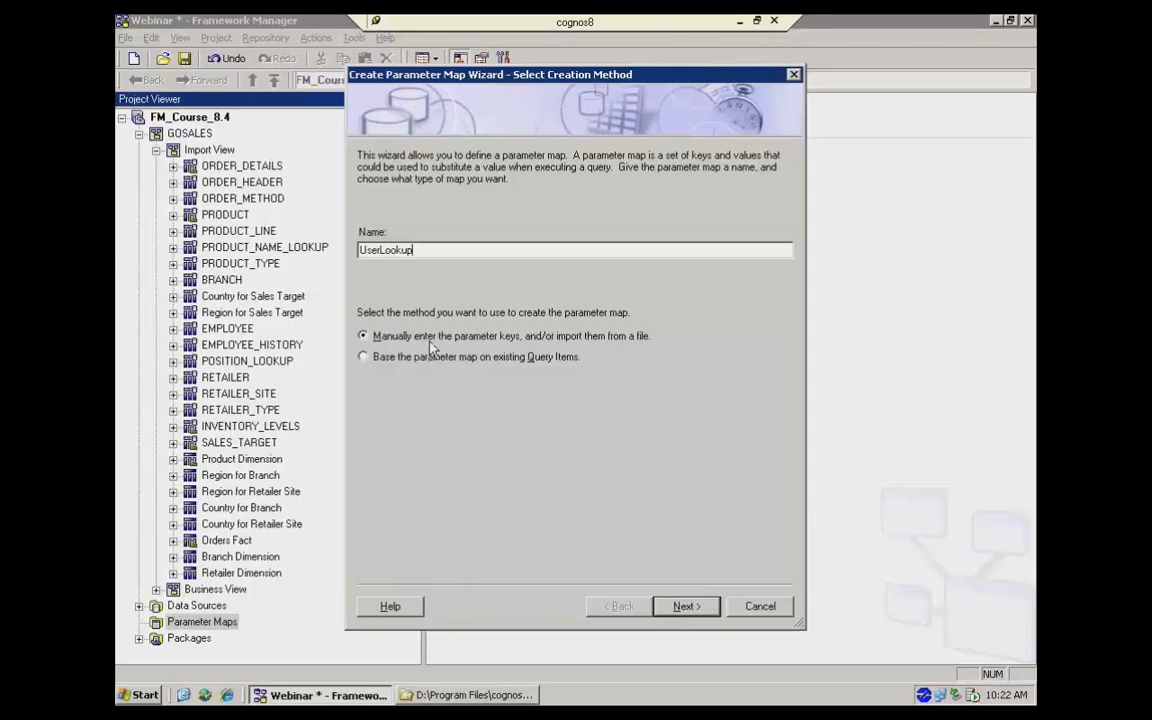 Webinar * - Framework Manager
cognos8
File Edit View Project Repository Actions Tools Help
Undo Redo
Back Forward FM_Cour
Project Viewer
FM_Course_8.4
GOSALES
Import View
ORDER_DETAILS
ORDER_HEADER
ORDER_METHOD
PRODUCT
PRODUCT_LINE
PRODUCT_NAME_LOOKUP
PRODUCT_TYPE
BRANCH
Country for Sales Target
Region for Sales Target
EMPLOYEE
EMPLOYEE_HISTORY
POSITION_LOOKUP
RETAILER
RETAILER_SITE
RETAILER_TYPE
INVENTORY_LEVELS
SALES_TARGET
Product Dimension
Region for Branch
Region for Retailer Site
Country for Branch
Country for Retailer Site
Orders Fact
Branch Dimension
Retailer Dimension
Business View
Data Sources
Parameter Maps
Packages
Create Parameter Map Wizard - Select Creation Method
This wizard allows you to define a parameter map. A parameter map is a set of keys and values that
could be used to substitute a value when executing a query. Give the parameter map a name, and
choose what type of map you want.
Name:
UserLookup
Select the method you want to use to create the parameter map.
Manually enter the parameter keys, and/or import them from a file.
Base the parameter map on existing Query Items.
Help < Back Next > Cancel
NUM
Start Webinar * - Framewo... D:\Program Files\cognos... 10:22 AM